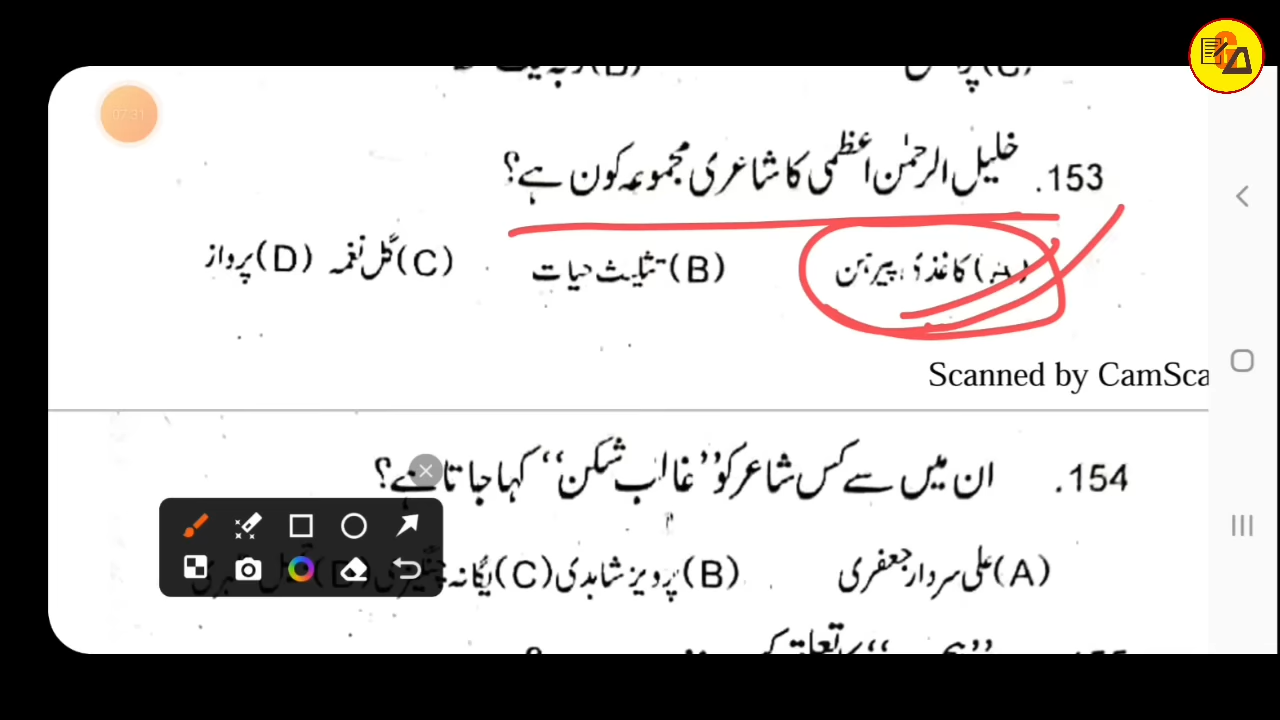 07:31
153. خلیل الرحمٰن اعظمی کا شاعری مجموعہ کون ہے؟
(A) کاغذی پیرہن (B) تثلیث حیات (C) گل نغمہ (D) پرواز
Scanned by CamSca
154. ان میں سے کس شاعر کو ”غالب شکن“ کہا جاتا ہے؟
(A) علی سردار جعفری (B) پرویز شاہدی (C) یگانہ چنگیزی (D)